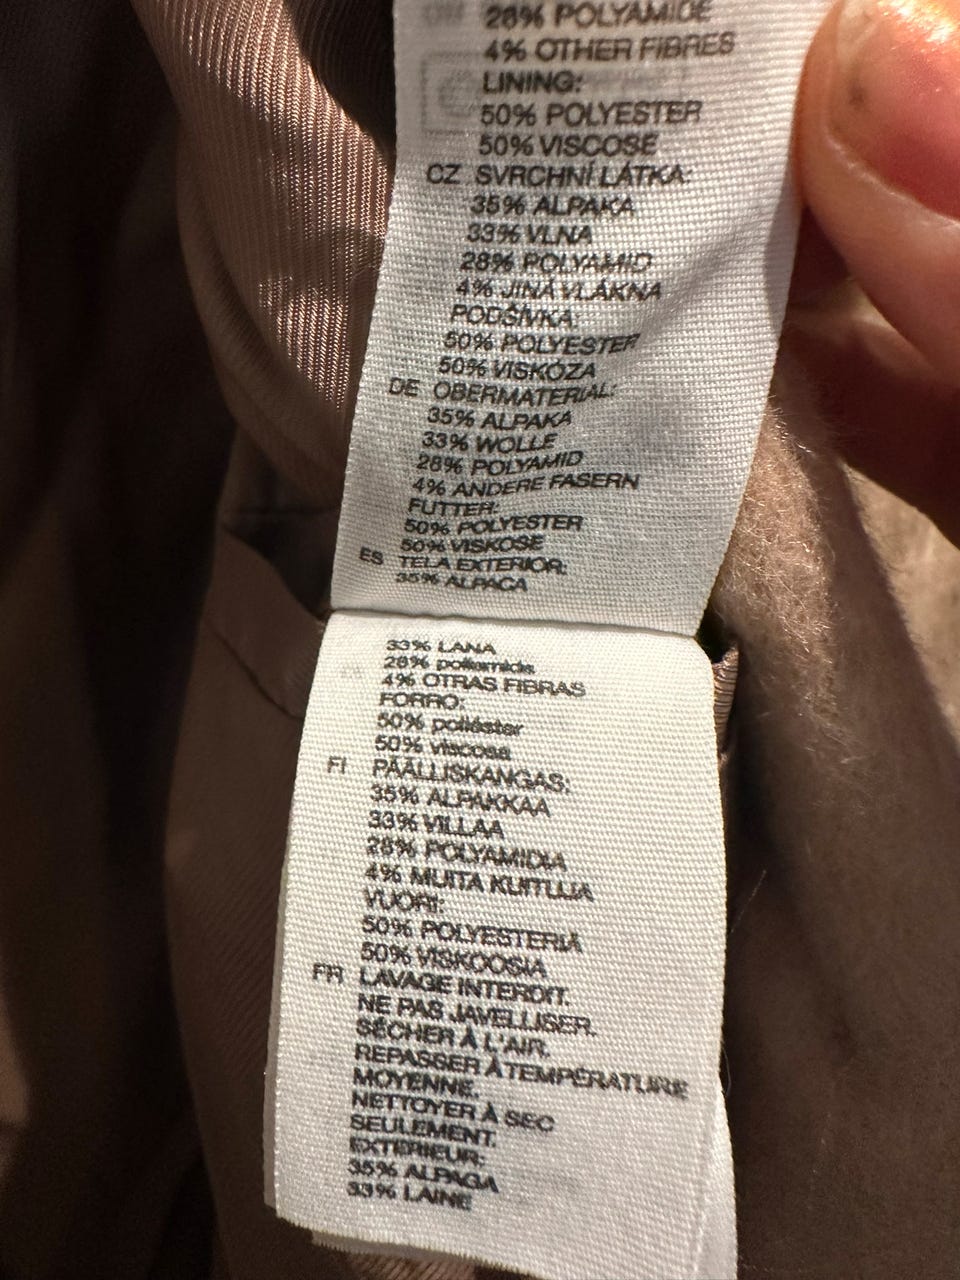 28% POLYAMIDE
4% OTHER FIBRES
LINING:
50% POLYESTER
50% VISCOSE
CZ SVRCHNÍ LÁTKA:
35% ALPAKA
33% VLNA
28% POLYAMID
4% JINÁ VLÁKNA
PODŠÍVKA:
50% POLYESTER
50% VISKÓZA
DE OBERMATERIAL:
35% ALPAKA
33% WOLLE
28% POLYAMID
4% ANDERE FASERN
FUTTER:
50% POLYESTER
50% VISKOSE
ES TELA EXTERIOR:
35% ALPACA
33% LANA
28% poliamida
4% OTRAS FIBRAS
FORRO:
50% poliéster
50% viscosa
FI PÄÄLLISKANGAS:
35% ALPAKKAA
33% VILLAA
28% POLYAMIDIA
4% MUITA KUITUJA
VUORI:
50% POLYESTERIÄ
50% VISKOOSIA
FR LAVAGE INTERDIT.
NE PAS JAVELLISER.
SÉCHER À L'AIR.
REPASSER À TEMPÉRATURE
MOYENNE.
NETTOYER À SEC
SEULEMENT.
EXTERIEUR:
35% ALPAGA
33% LAINE